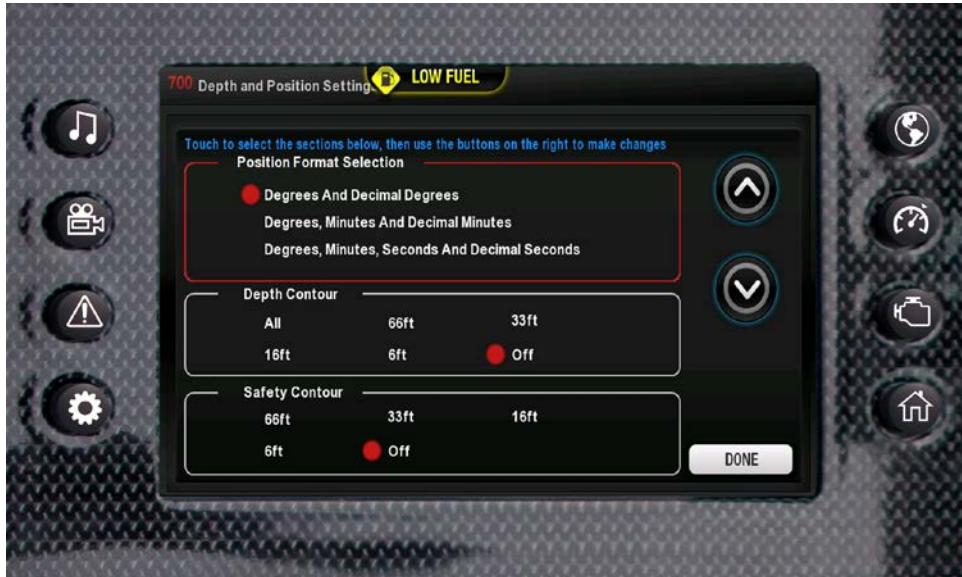 700 Depth and Position Setting
LOW FUEL
Touch to select the sections below, then use the buttons on the right to make changes
Position Format Selection
Degrees And Decimal Degrees
Degrees, Minutes And Decimal Minutes
Degrees, Minutes, Seconds And Decimal Seconds
Depth Contour
All 66ft 33ft
16ft 6ft Off
Safety Contour
66ft 33ft 16ft
6ft Off
DONE